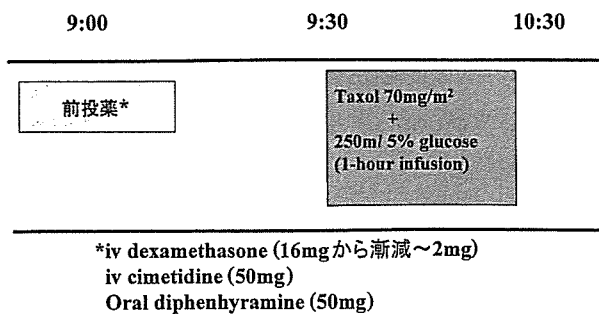 9:00 9:30 10:30
前投薬*
Taxol 70mg/m²
+
250ml 5% glucose
(1-hour infusion)
*iv dexamethasone (16mgから漸減～2mg)
iv cimetidine (50mg)
Oral diphenhyramine (50mg)